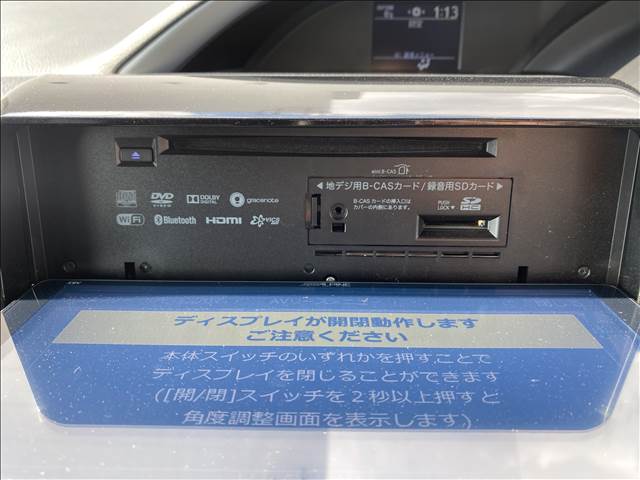 1:13
mini B-CAS
◀ 地デジ用B-CASカード/録音用SDカード ▶
B-CAS カードの挿入口は
カバーの内側にあります。
PUSH
LOCK ▼
SD
HC
DVD
VIDEO
DOLBY
DIGITAL
gracenote
Wi Fi
Bluetooth
HDMI
VICS
ディスプレイが開閉動作します
ご注意ください
本体スイッチのいずれかを押すことで
ディスプレイを閉じることができます
([開/閉]スイッチを2秒以上押すと
角度調整画面を表示します)